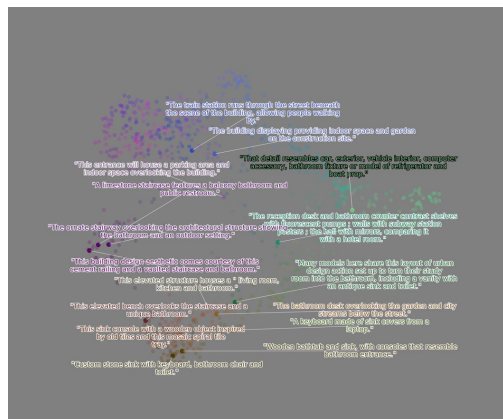 "The train station runs through the street beneath
the scene of the building, allowing people walking
by."
"The building displaying providing indoor space and garden
on the construction site."
"This entrance will house a parking area and
indoor space overlooking the building."
"That detail resembles car, exterior, vehicle interior, computer
accessory, bathroom fixture or model of refrigerator and
boat prop."
"A limestone staircase features a balcony bathroom and
public restroom."
"The reception desk and bathroom counter contrast shelves
with fluorescent pumps ; walls with subway station
; the hall with mirrors, comparing it
with a hotel room."
"The ornate stairway overlooking the architectural structure showing
the bathroom and an outdoor setting."
"This building design aesthetic comes courtesy of this
cement railing and a vaulted staircase and bathroom."
"Many models here share this layout of urban
design action set up to turn their study
room into the bathroom, including a vanity with
an antique sink and toilet."
"This elevated structure houses a " living room,
kitchen and bathroom."
"This elevated bench overlooks the staircase and a
unique bathroom."
"The bathroom desk overlooking the garden and city
streams below the street."
"A keyboard made of sink covers from a
laptop."
"This sink console with a wooden object inspired
by old tiles and this mosaic spiral tile
tray."
"Wooden bathtub and sink, with consoles that resemble
bathroom entrance."
"Custom stone sink with keyboard, bathroom chair and
toilet."